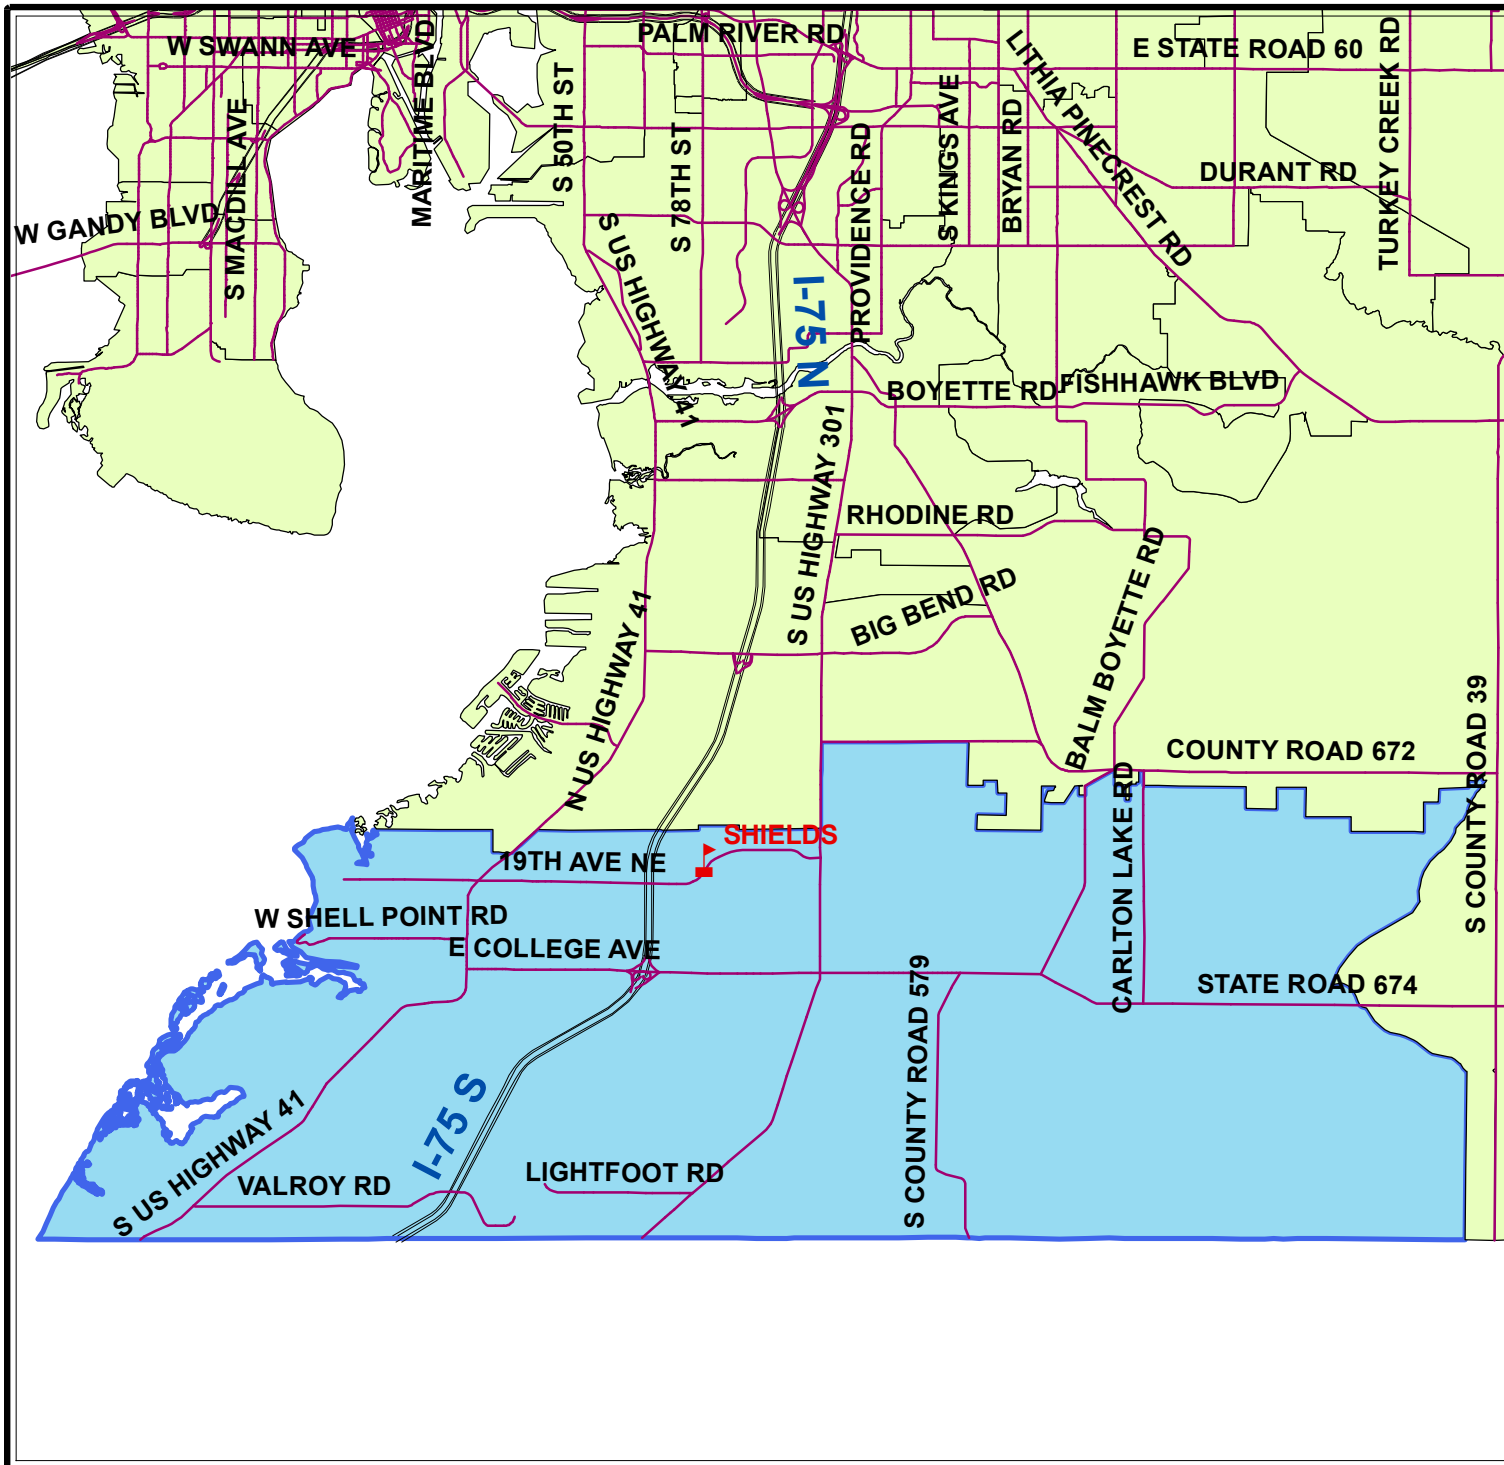 W SWANN AVE
MARITIME BLVD
PALM RIVER RD
E STATE ROAD 60
TURKEY CREEK RD
LITHIA PINECREST RD
S 50TH ST
S MACDILL AVE
S 78TH ST
PROVIDENCE RD
S KINGS AVE
BRYAN RD
DURANT RD
W GANDY BLVD
S US HIGHWAY 41
I-75 N
BOYETTE RD
FISHHAWK BLVD
S US HIGHWAY 301
RHODINE RD
BALM BOYETTE RD
BIG BEND RD
N US HIGHWAY 41
S COUNTY ROAD 39
COUNTY ROAD 672
CARLTON LAKE RD
SHIELDS
19TH AVE NE
W SHELL POINT RD
E COLLEGE AVE
STATE ROAD 674
S COUNTY ROAD 579
I-75 S
S US HIGHWAY 41
VALROY RD
LIGHTFOOT RD